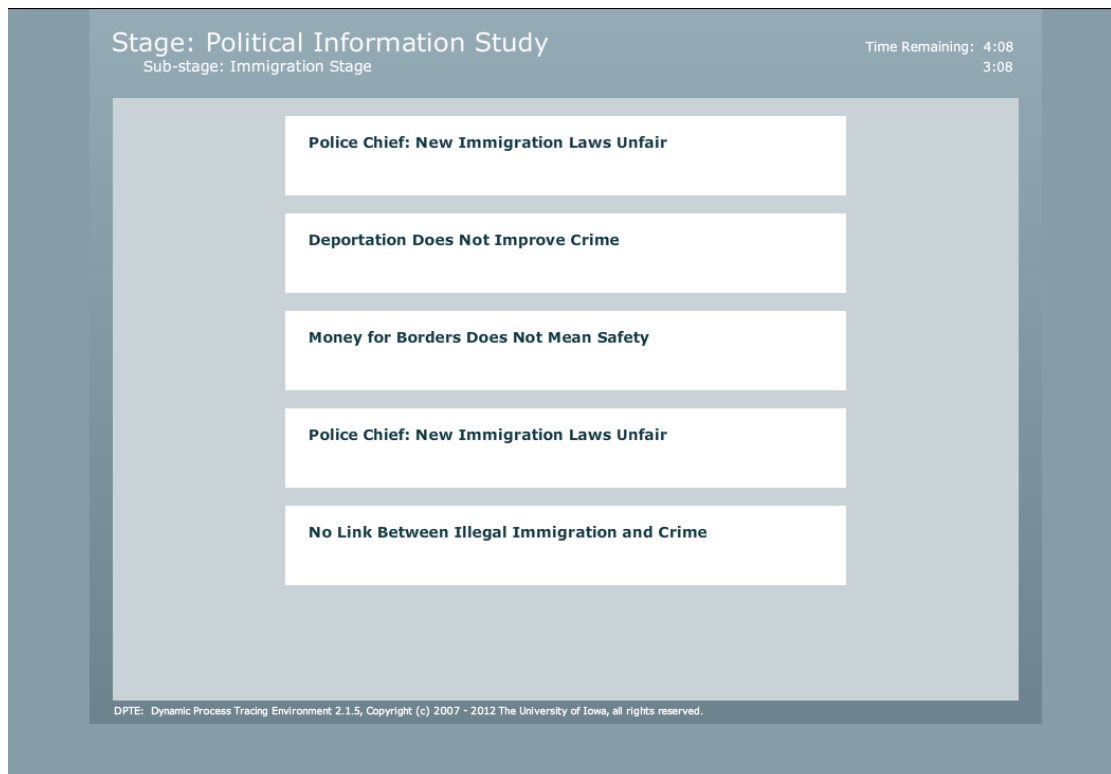 Stage: Political Information Study
Time Remaining: 4:08
Sub-stage: Immigration Stage
3:08
Police Chief: New Immigration Laws Unfair
Deportation Does Not Improve Crime
Money for Borders Does Not Mean Safety
Police Chief: New Immigration Laws Unfair
No Link Between Illegal Immigration and Crime
DPTE: Dynamic Process Tracing Environment 2.1.5, Copyright (c) 2007 - 2012 The University of Iowa, all rights reserved.